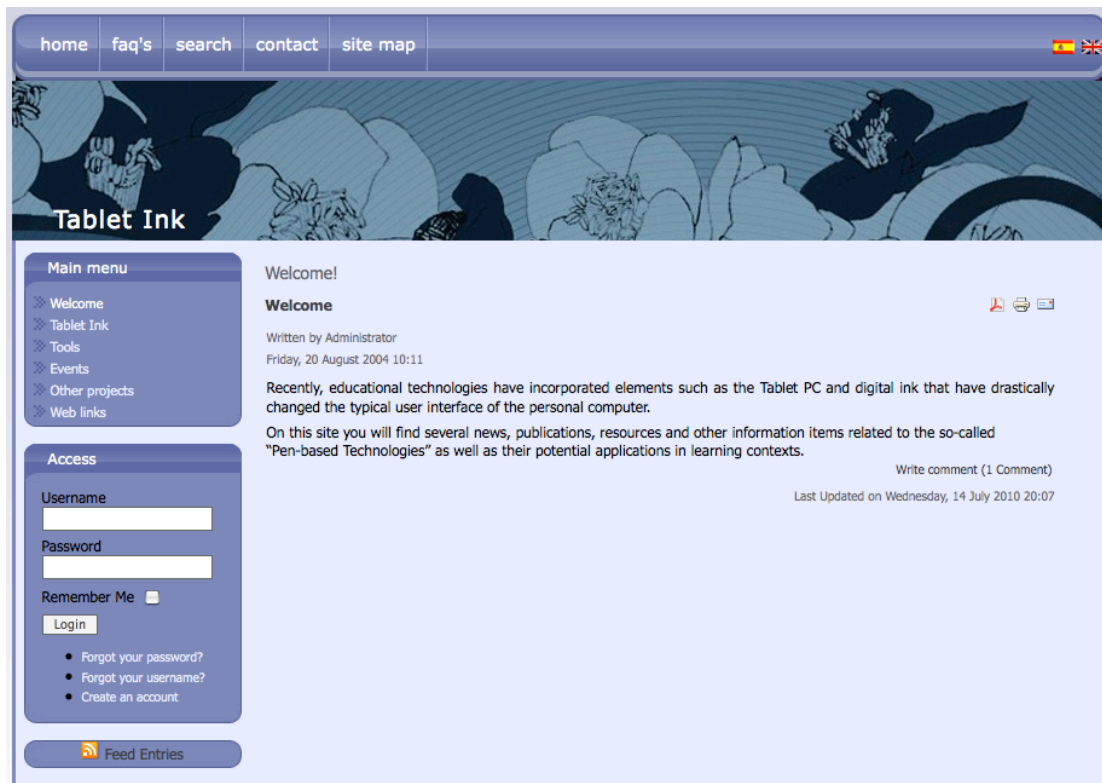 home faq's search contact site map
Tablet Ink
Main menu
Welcome
Tablet Ink
Tools
Events
Other projects
Web links
Access
Username
Password
Remember Me
Login
Forgot your password?
Forgot your username?
Create an account
Feed Entries
Welcome!
Welcome
Written by Administrator
Friday, 20 August 2004 10:11
Recently, educational technologies have incorporated elements such as the Tablet PC and digital ink that have drastically
changed the typical user interface of the personal computer.
On this site you will find several news, publications, resources and other information items related to the so-called
“Pen-based Technologies” as well as their potential applications in learning contexts.
Write comment (1 Comment)
Last Updated on Wednesday, 14 July 2010 20:07